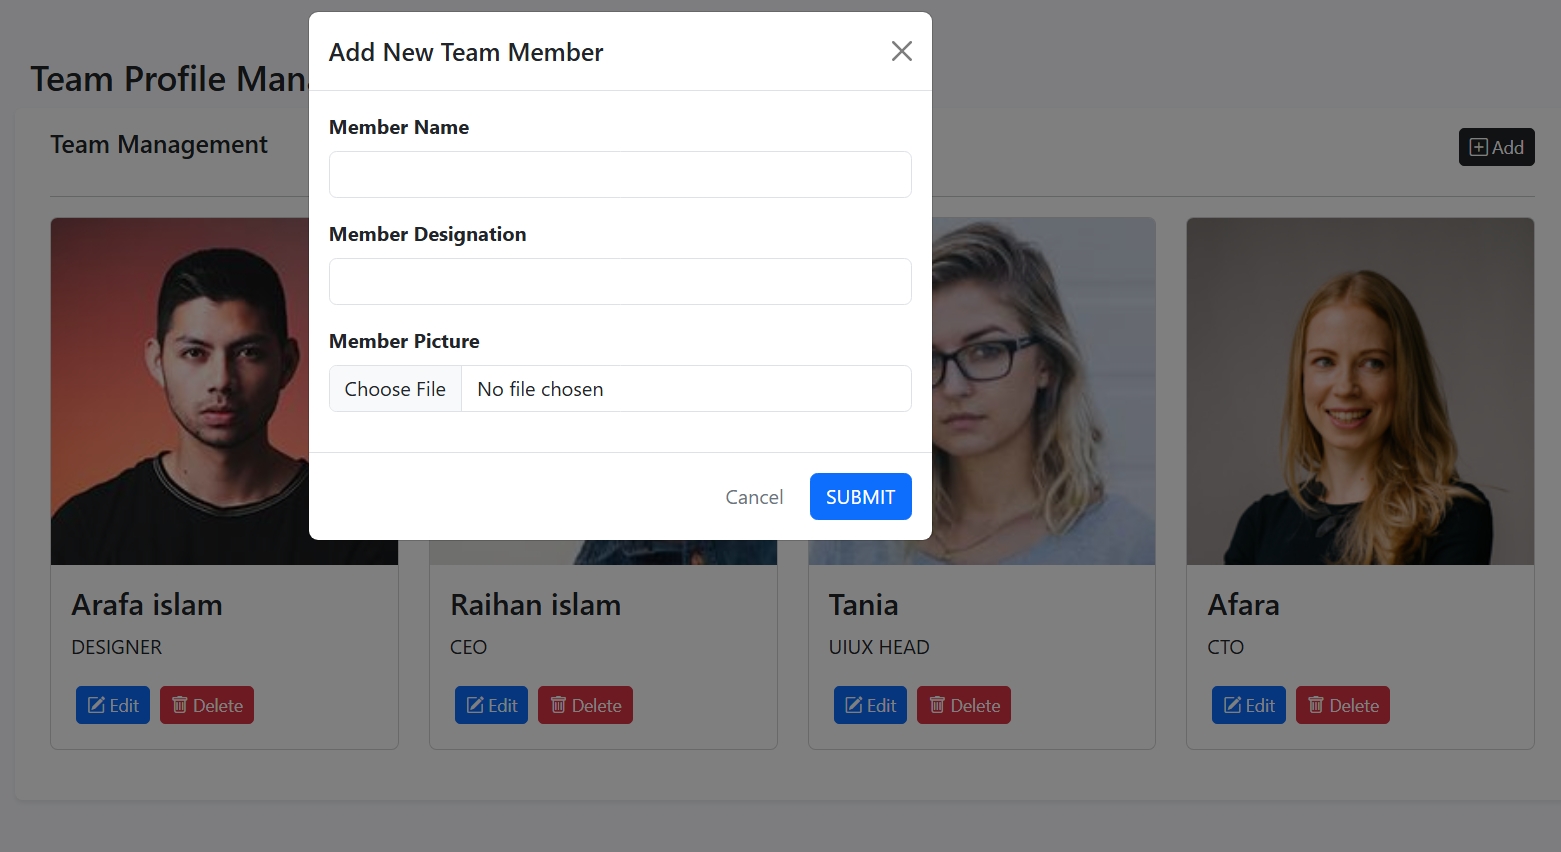 Add New Team Member
Team Profile Man
Member Name
Team Management
Add
Member Designation
Member Picture
Choose File No file chosen
Cancel SUBMIT
Arafa islam
DESIGNER
Edit Delete
Raihan islam
CEO
Edit Delete
Tania
UIUX HEAD
Edit Delete
Afara
CTO
Edit Delete